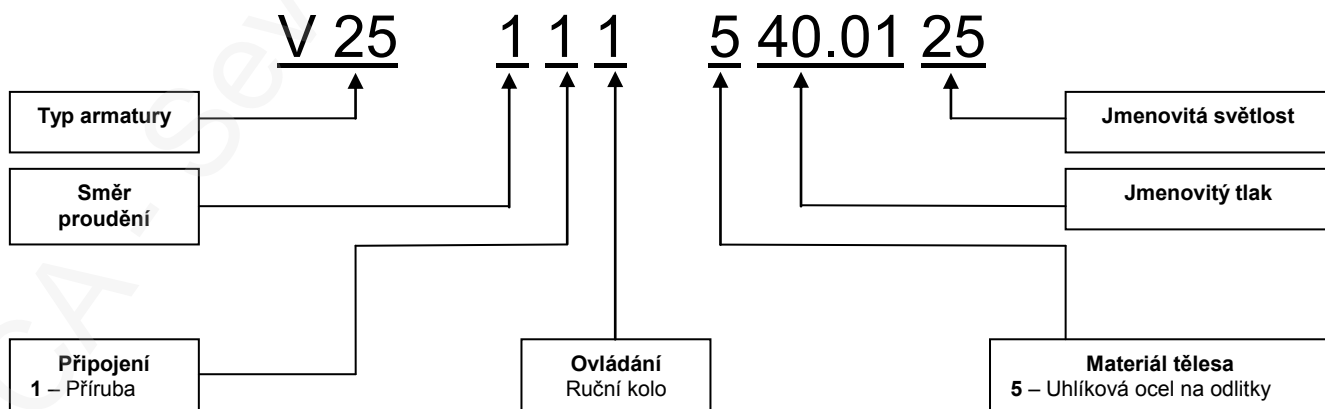 V 25 1 1 1 5 40.01 25
Typ armatury
Jmenovitá světlost
Směr
proudění
Jmenovitý tlak
Připojení
1 – Příruba
Ovládání
Ruční kolo
Materiál tělesa
5 – Uhlíková ocel na odlitky